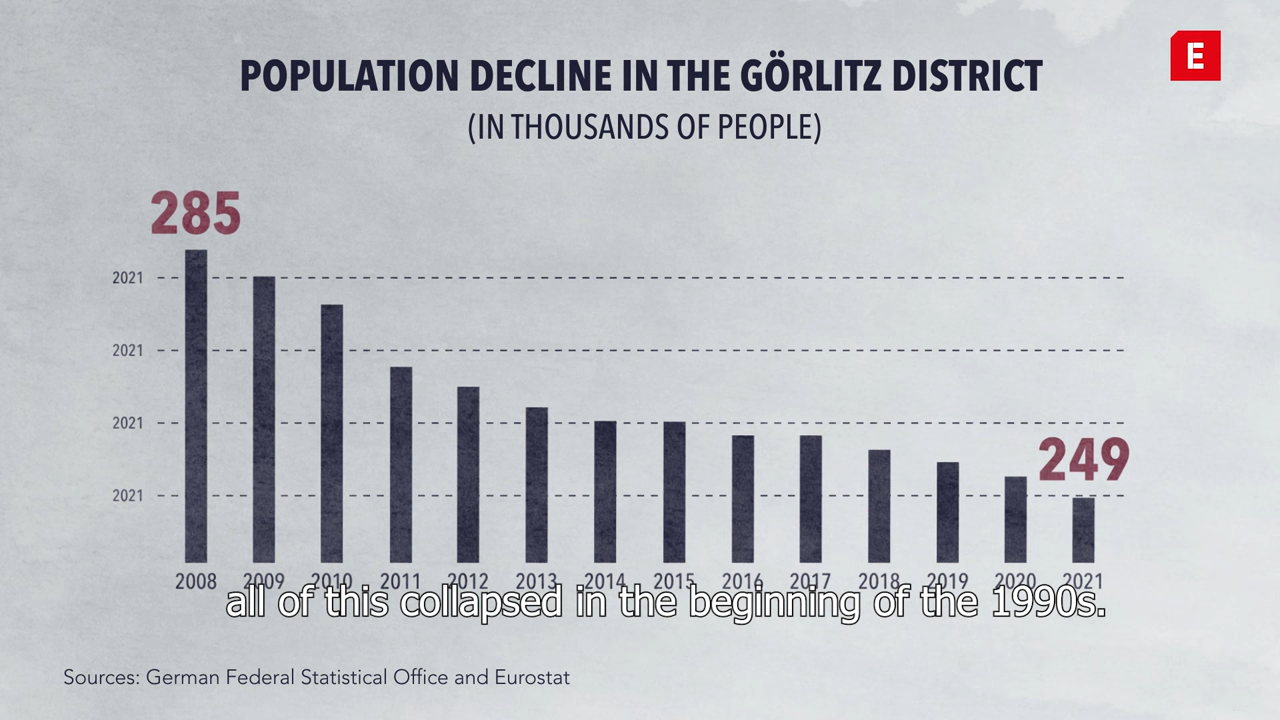 POPULATION DECLINE IN THE GÖRLITZ DISTRICT
(IN THOUSANDS OF PEOPLE)
E
285
2021
2021
2021
2021
249
2008 2009 2010 2011 2012 2013 2014 2015 2016 2017 2018 2019 2020 2021
all of this collapsed in the beginning of the 1990s.
Sources: German Federal Statistical Office and Eurostat